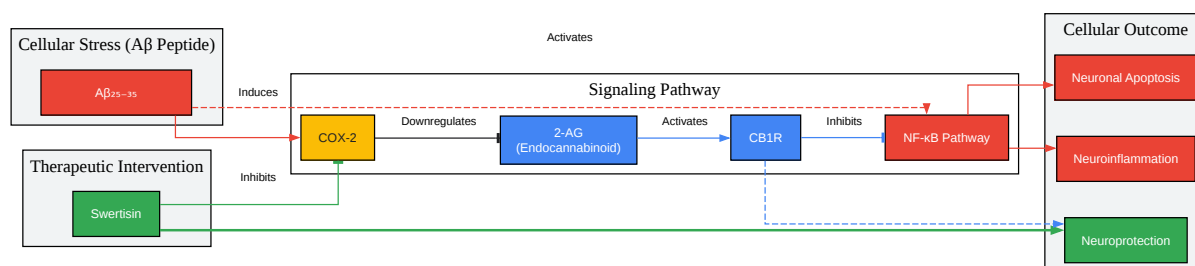 Cellular Stress (Aβ Peptide)
Aβ₂₅₋₃₅
Therapeutic Intervention
Swertisin
Activates
Induces
Inhibits
Signaling Pathway
COX-2
Downregulates
2-AG
(Endocannabinoid)
Activates
CB1R
Inhibits
NF-κB Pathway
Cellular Outcome
Neuronal Apoptosis
Neuroinflammation
Neuroprotection